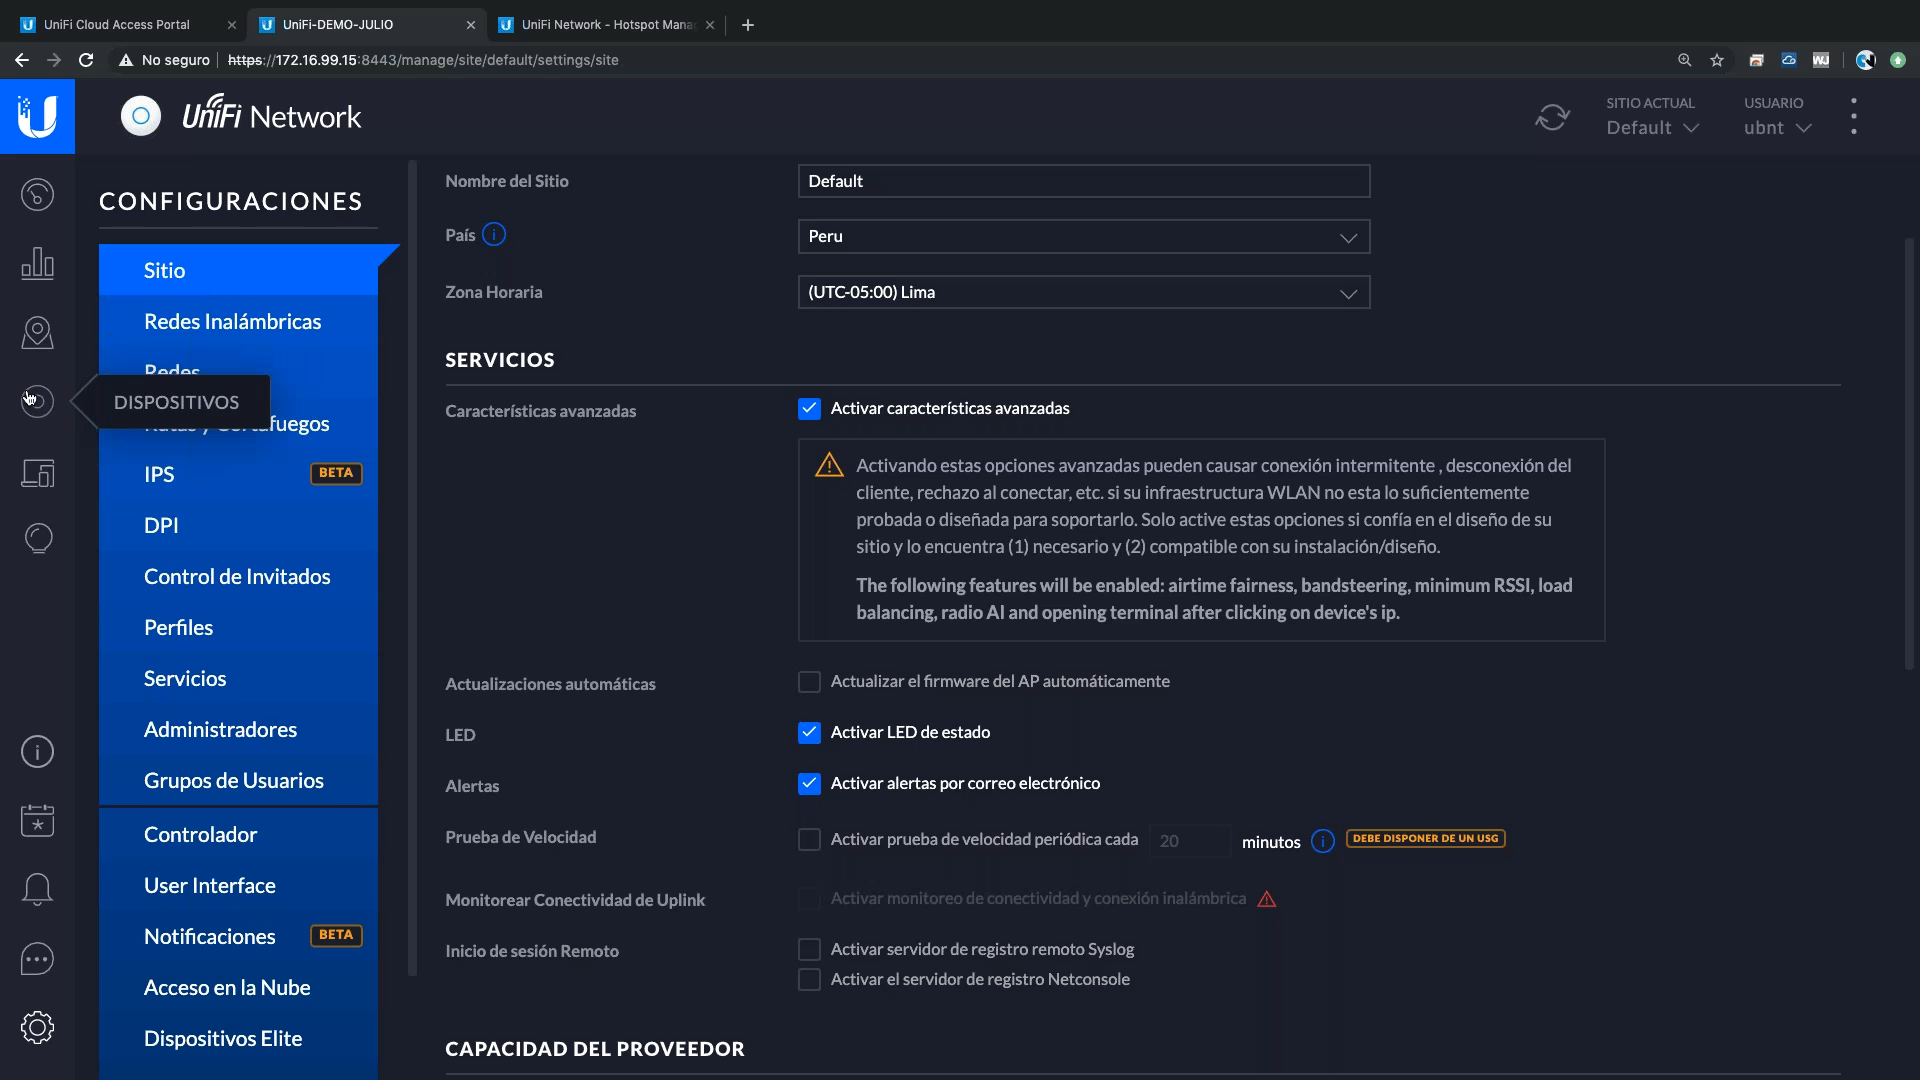 UniFi Cloud Access Portal
UniFi-DEMO-JULIO
UniFi Network - Hotspot Mana
No seguro
https://172.16.99.15:8443/manage/site/default/settings/site
UniFi Network
SITIO ACTUAL
Default
USUARIO
ubnt
CONFIGURACIONES
Sitio
Redes Inalámbricas
Redes
DISPOSITIVOS
Rutas y Cortafuegos
IPS
BETA
DPI
Control de Invitados
Perfiles
Servicios
Administradores
Grupos de Usuarios
Controlador
User Interface
Notificaciones
BETA
Acceso en la Nube
Dispositivos Elite
Nombre del Sitio
Default
País
Peru
Zona Horaria
(UTC-05:00) Lima
SERVICIOS
Características avanzadas
Activar características avanzadas
Activando estas opciones avanzadas pueden causar conexión intermitente , desconexión del
cliente, rechazo al conectar, etc. si su infraestructura WLAN no esta lo suficientemente
probada o diseñada para soportarlo. Solo active estas opciones si confía en el diseño de su
sitio y lo encuentra (1) necesario y (2) compatible con su instalación/diseño.
The following features will be enabled: airtime fairness, bandsteering, minimum RSSI, load
balancing, radio AI and opening terminal after clicking on device's ip.
Actualizaciones automáticas
Actualizar el firmware del AP automáticamente
LED
Activar LED de estado
Alertas
Activar alertas por correo electrónico
Prueba de Velocidad
Activar prueba de velocidad periódica cada
20
minutos
DEBE DISPONER DE UN USG
Monitorear Conectividad de Uplink
Activar monitoreo de conectividad y conexión inalámbrica
Inicio de sesión Remoto
Activar servidor de registro remoto Syslog
Activar el servidor de registro Netconsole
CAPACIDAD DEL PROVEEDOR